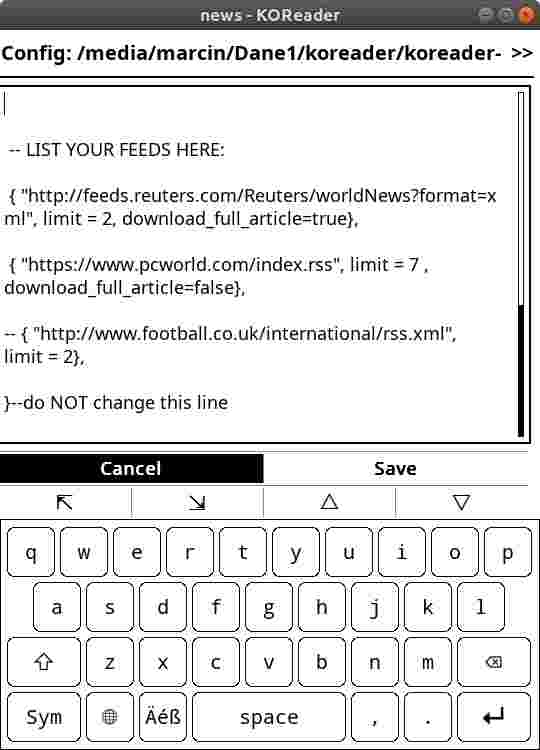 news - KOReader
Config: /media/marcin/Dane1/koreader/koreader- >>
-- LIST YOUR FEEDS HERE:
{ "http://feeds.reuters.com/Reuters/worldNews?format=x
ml", limit = 2, download_full_article=true},
{ "https://www.pcworld.com/index.rss", limit = 7 ,
download_full_article=false},
-- { "http://www.football.co.uk/international/rss.xml",
limit = 2},
}--do NOT change this line
Cancel Save
q w e r t y u i o p
a s d f g h j k l
z x c v b n m
Sym Äéß space , .